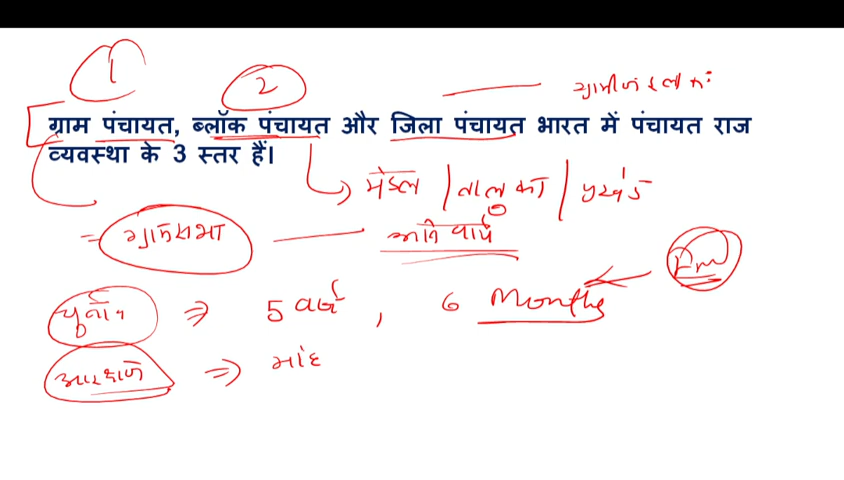 1 2
ग्राम पंचायत, ब्लॉक पंचायत और जिला पंचायत भारत में पंचायत राज
व्यवस्था के 3 स्तर हैं।
मंडल / तालुका / प्रखंड
= ग्रामसभा — अनिवार्य
चुनाव ⇒ 5 वर्ष, 6 Months
आरक्षण ⇒